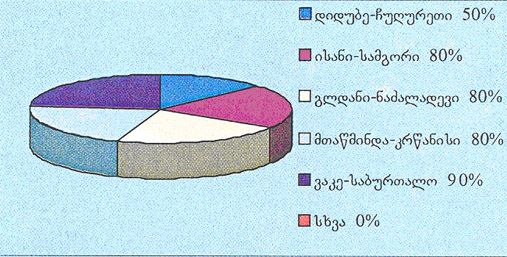 დიდუბე-ჩუღურეთი 50%
ისანი-სამგორი 80%
გლდანი-ნაძალადევი 80%
მთაწმინდა-კრწანისი 80%
ვაკე-საბურთალო 90%
სხვა 0%